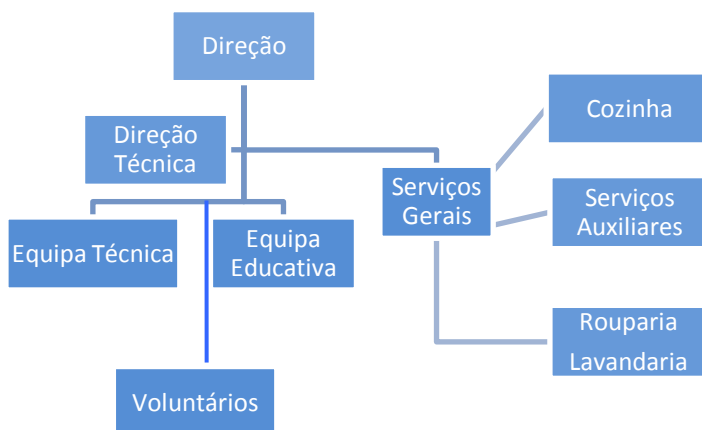 Direção
Direção
Técnica
Cozinha
Serviços
Gerais
Serviços
Auxiliares
Equipa Técnica
Equipa
Educativa
Rouparia
Lavandaria
Voluntários